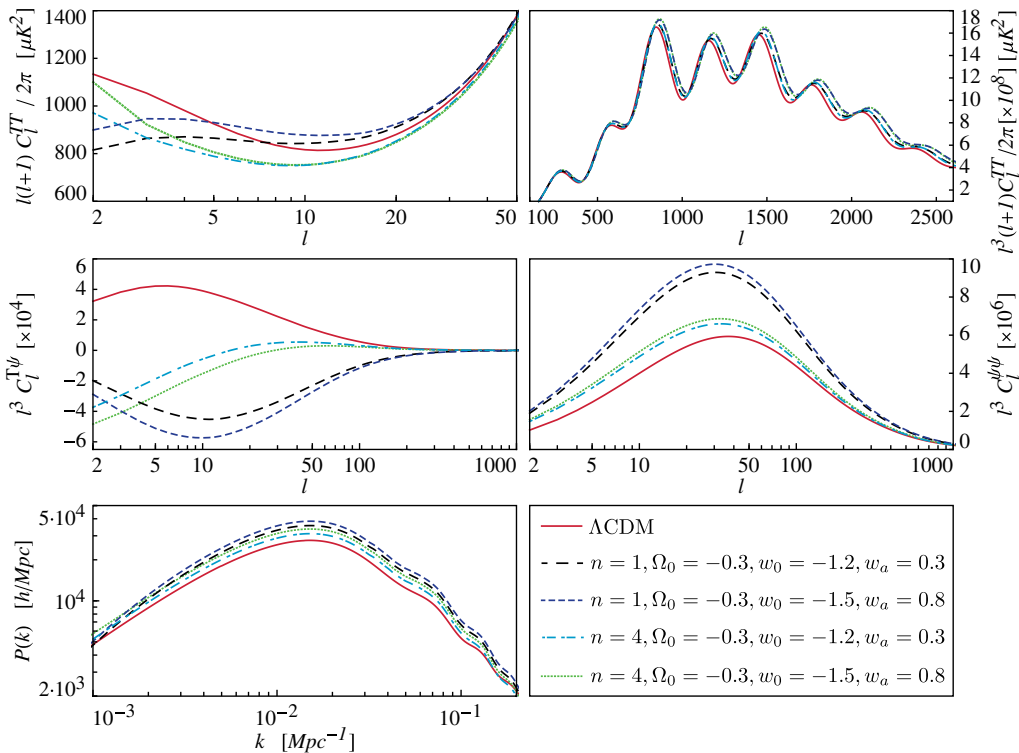 l(l+1) C_l^{TT} / 2π [μK²]
1400
1200
1000
800
600
2 5 10 20 50
l
18
16
14
12
10
8
6
4
2
l³(l+1)C_l^{TT}/2π[×10⁸] [μK²]
100 500 1000 1500 2000 2500
l
l³ C_l^{Tψ} [×10⁴]
6
4
2
0
−2
−4
−6
2 5 10 50 100 1000
l
10
8
6
4
2
0
l³ C_l^{ψψ} [×10⁶]
2 5 10 50 100 1000
l
P(k) [h/Mpc]
5·10⁴
10⁴
2·10³
10⁻³ 10⁻² 10⁻¹
k [Mpc⁻¹]
ΛCDM
n = 1, Ω₀ = −0.3, w₀ = −1.2, wₐ = 0.3
n = 1, Ω₀ = −0.3, w₀ = −1.5, wₐ = 0.8
n = 4, Ω₀ = −0.3, w₀ = −1.2, wₐ = 0.3
n = 4, Ω₀ = −0.3, w₀ = −1.5, wₐ = 0.8